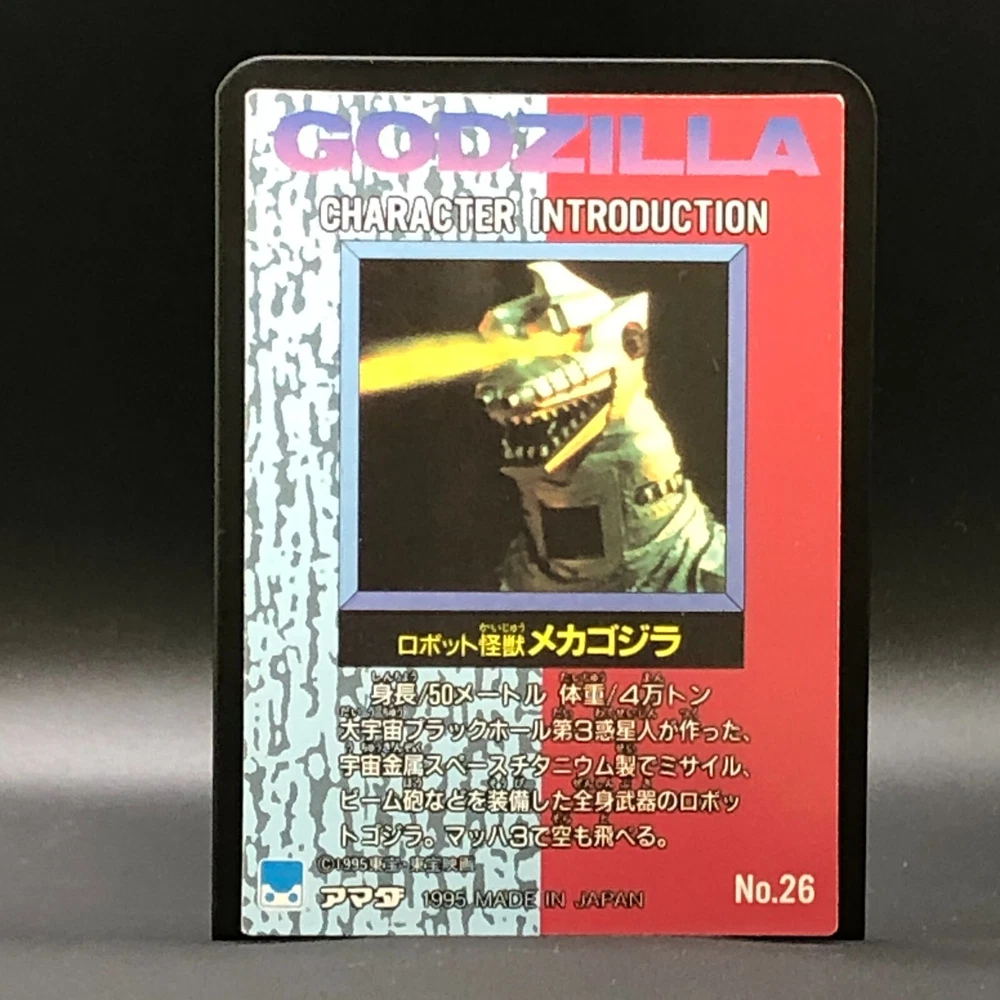 GODZILLA
CHARACTER INTRODUCTION
ロボット怪獣メカゴジラ
身長/50メートル 体重/4万トン
大宇宙ブラックホール第3惑星人が作った、
宇宙金属スペースチタニウム製でミサイル、
ビーム砲などを装備した全身武器のロボッ
トゴジラ。マッハ3で空も飛べる。
©1995東宝・東宝映画
アマダ 1995 MADE IN JAPAN
No.26